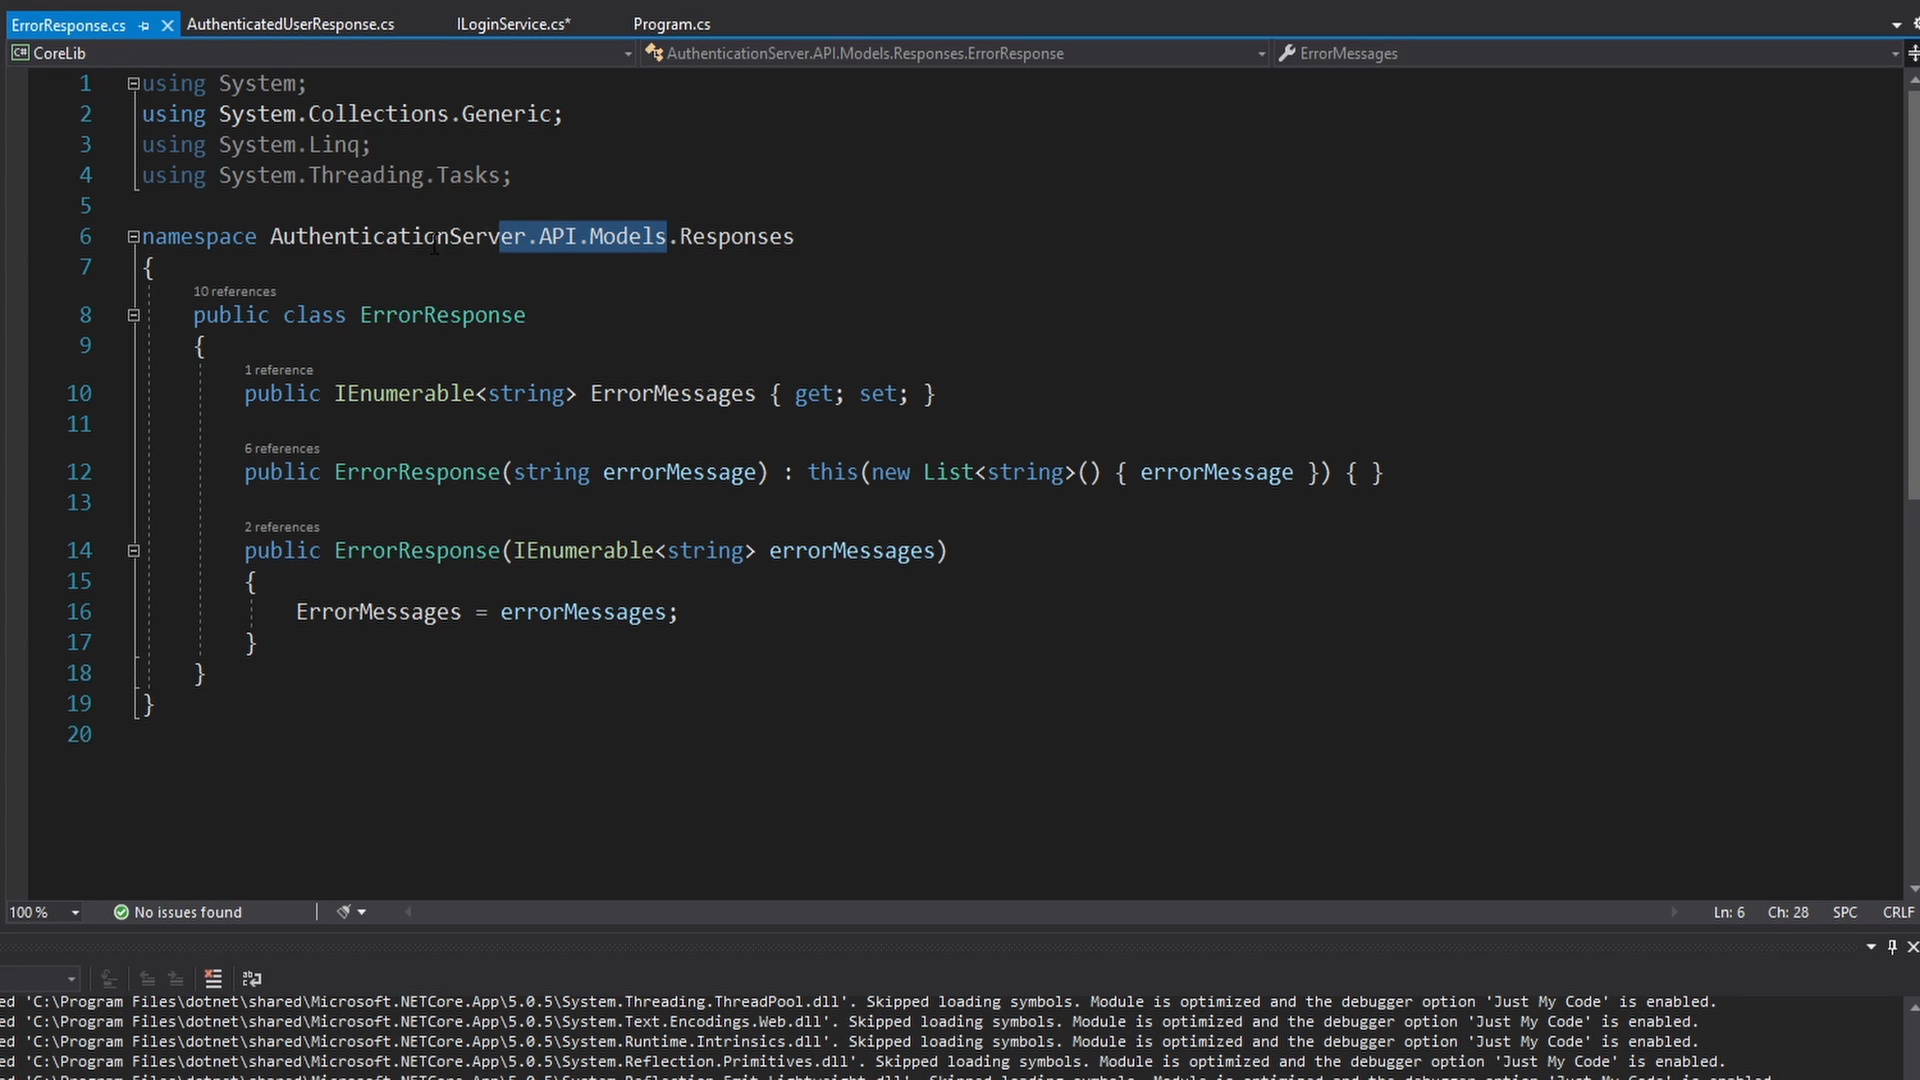 ErrorResponse.cs AuthenticatedUserResponse.cs ILoginService.cs* Program.cs
C# CoreLib AuthenticationServer.API.Models.Responses.ErrorResponse ErrorMessages
1 using System;
2 using System.Collections.Generic;
3 using System.Linq;
4 using System.Threading.Tasks;
5
6 namespace AuthenticationServer.API.Models.Responses
7 {
10 references
8 public class ErrorResponse
9 {
1 reference
10 public IEnumerable<string> ErrorMessages { get; set; }
11
6 references
12 public ErrorResponse(string errorMessage) : this(new List<string>() { errorMessage }) { }
13
2 references
14 public ErrorResponse(IEnumerable<string> errorMessages)
15 {
16 ErrorMessages = errorMessages;
17 }
18 }
19 }
20
100 % No issues found Ln: 6 Ch: 28 SPC CRLF
ed 'C:\Program Files\dotnet\shared\Microsoft.NETCore.App\5.0.5\System.Threading.ThreadPool.dll'. Skipped loading symbols. Module is optimized and the debugger option 'Just My Code' is enabled.
ed 'C:\Program Files\dotnet\shared\Microsoft.NETCore.App\5.0.5\System.Text.Encodings.Web.dll'. Skipped loading symbols. Module is optimized and the debugger option 'Just My Code' is enabled.
ed 'C:\Program Files\dotnet\shared\Microsoft.NETCore.App\5.0.5\System.Runtime.Intrinsics.dll'. Skipped loading symbols. Module is optimized and the debugger option 'Just My Code' is enabled.
ed 'C:\Program Files\dotnet\shared\Microsoft.NETCore.App\5.0.5\System.Reflection.Primitives.dll'. Skipped loading symbols. Module is optimized and the debugger option 'Just My Code' is enabled.